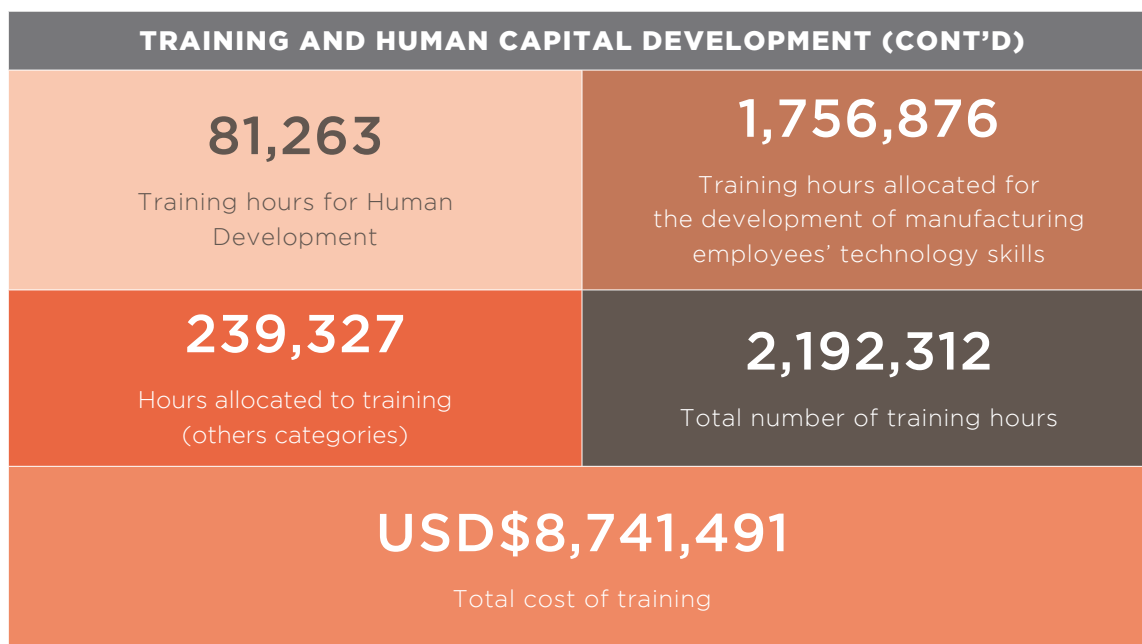 TRAINING AND HUMAN CAPITAL DEVELOPMENT (CONT’D)
81,263
Training hours for Human
Development
1,756,876
Training hours allocated for
the development of manufacturing
employees’ technology skills
239,327
Hours allocated to training
(others categories)
2,192,312
Total number of training hours
USD$8,741,491
Total cost of training